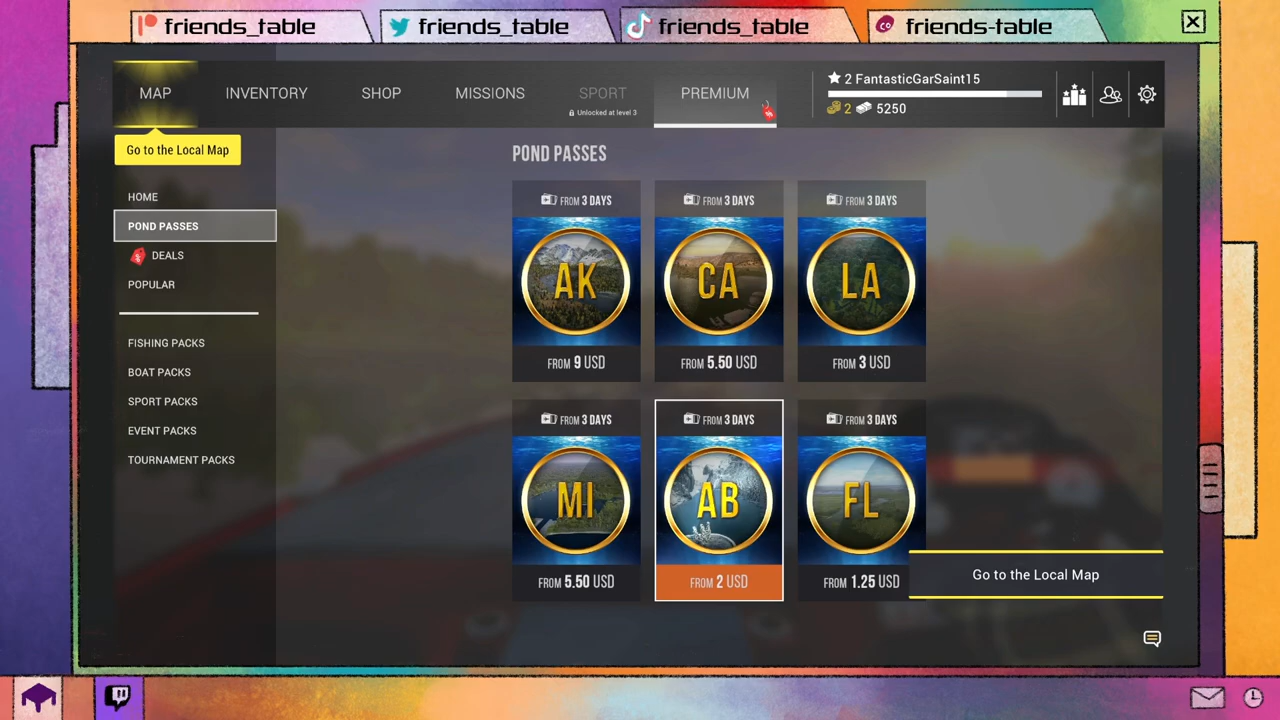 friends_table
friends_table
friends_table
friends-table
MAP
INVENTORY
SHOP
MISSIONS
SPORT
Unlocked at level 3
PREMIUM
2 FantasticGarSaint15
2 5250
Go to the Local Map
HOME
POND PASSES
DEALS
POPULAR
FISHING PACKS
BOAT PACKS
SPORT PACKS
EVENT PACKS
TOURNAMENT PACKS
POND PASSES
FROM 3 DAYS
AK
FROM 9 USD
FROM 3 DAYS
CA
FROM 5.50 USD
FROM 3 DAYS
LA
FROM 3 USD
FROM 3 DAYS
MI
FROM 5.50 USD
FROM 3 DAYS
AB
FROM 2 USD
FROM 3 DAYS
FL
FROM 1.25 USD
Go to the Local Map